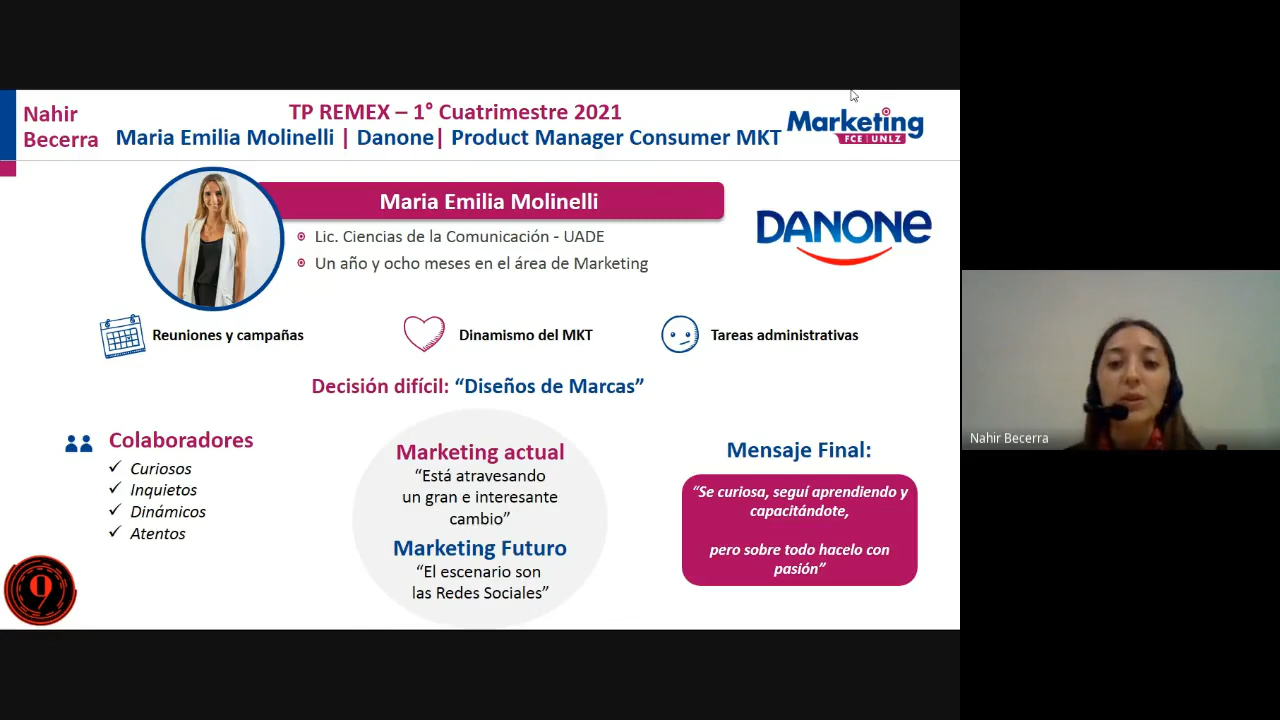 Nahir
Becerra
TP REMEX – 1° Cuatrimestre 2021
Maria Emilia Molinelli | Danone| Product Manager Consumer MKT
Marketing
FCE | UNLZ
Maria Emilia Molinelli
Lic. Ciencias de la Comunicación - UADE
Un año y ocho meses en el área de Marketing
DANONE
Reuniones y campañas
Dinamismo del MKT
Tareas administrativas
Decisión difícil: “Diseños de Marcas”
Colaboradores
✓ Curiosos
✓ Inquietos
✓ Dinámicos
✓ Atentos
Marketing actual
“Está atravesando
un gran e interesante
cambio”
Marketing Futuro
“El escenario son
las Redes Sociales”
Mensaje Final:
“Se curiosa, seguí aprendiendo y
capacitándote,
pero sobre todo hacelo con
pasión”
9
Nahir Becerra